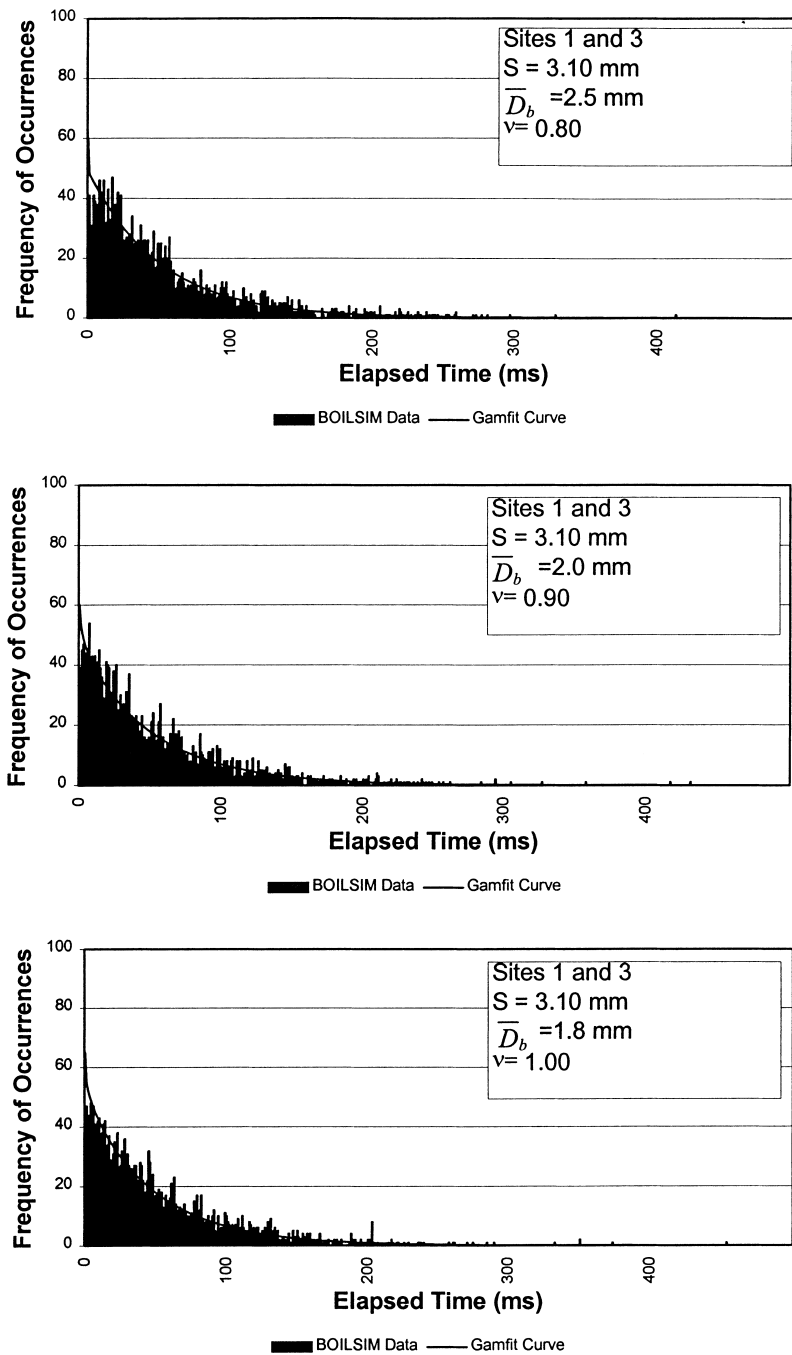 100
80
60
40
20
0
Frequency of Occurrences
Sites 1 and 3
S = 3.10 mm
D̅b =2.5 mm
ν= 0.80
0 100 200 300 400
Elapsed Time (ms)
BOILSIM Data Gamfit Curve
100
80
60
40
20
0
Frequency of Occurrences
Sites 1 and 3
S = 3.10 mm
D̅b =2.0 mm
ν= 0.90
0 100 200 300 400
Elapsed Time (ms)
BOILSIM Data Gamfit Curve
100
80
60
40
20
0
Frequency of Occurrences
Sites 1 and 3
S = 3.10 mm
D̅b =1.8 mm
ν= 1.00
0 100 200 300 400
Elapsed Time (ms)
BOILSIM Data Gamfit Curve